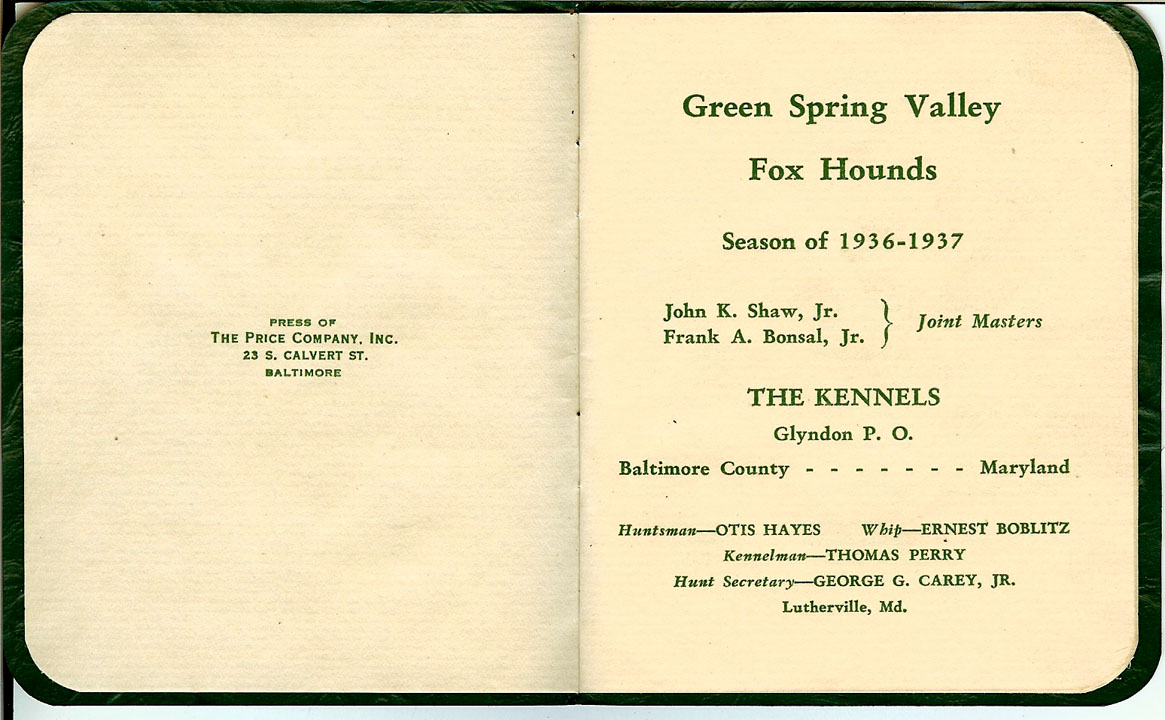 PRESS OF
THE PRICE COMPANY, INC.
23 S. CALVERT ST.
BALTIMORE
Green Spring Valley
Fox Hounds
Season of 1936-1937
John K. Shaw, Jr.
Frank A. Bonsal, Jr. } Joint Masters
THE KENNELS
Glyndon P. O.
Baltimore County - - - - - - - Maryland
Huntsman—OTIS HAYES Whip—ERNEST BOBLITZ
Kennelman—THOMAS PERRY
Hunt Secretary—GEORGE G. CAREY, JR.
Lutherville, Md.